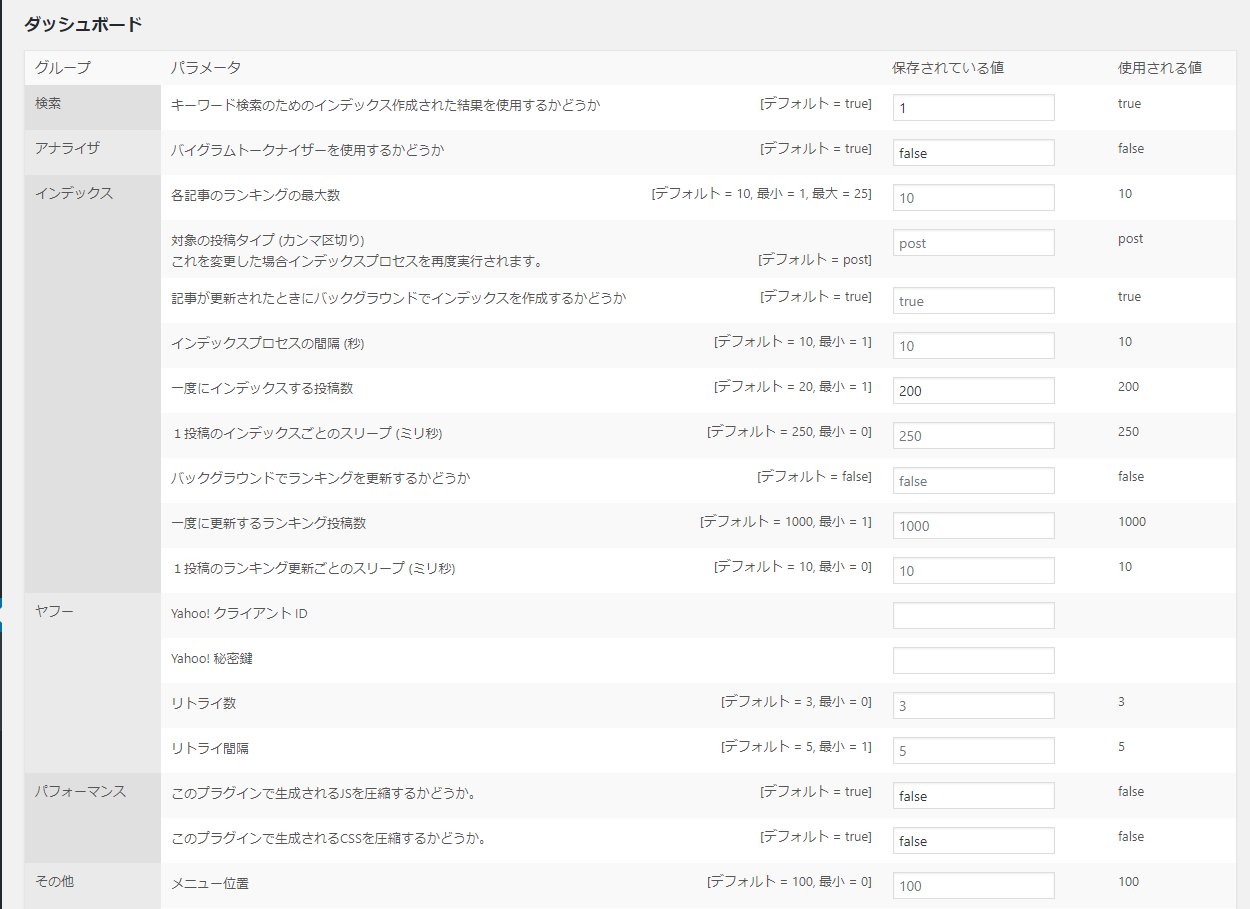 ダッシュボード
グループ パラメータ 保存されている値 使用される値
検索 キーワード検索のためのインデックス作成された結果を使用するかどうか [デフォルト = true] 1 true
アナライザ バイグラムトークナイザーを使用するかどうか [デフォルト = true] false false
インデックス 各記事のランキングの最大数 [デフォルト = 10, 最小 = 1, 最大 = 25] 10 10
対象の投稿タイプ (カンマ区切り) post post
これを変更した場合インデックスプロセスを再度実行されます。 [デフォルト = post]
記事が更新されたときにバックグラウンドでインデックスを作成するかどうか [デフォルト = true] true true
インデックスプロセスの間隔 (秒) [デフォルト = 10, 最小 = 1] 10 10
一度にインデックスする投稿数 [デフォルト = 20, 最小 = 1] 200 200
１投稿のインデックスごとのスリープ (ミリ秒) [デフォルト = 250, 最小 = 0] 250 250
バックグラウンドでランキングを更新するかどうか [デフォルト = false] false false
一度に更新するランキング投稿数 [デフォルト = 1000, 最小 = 1] 1000 1000
１投稿のランキング更新ごとのスリープ (ミリ秒) [デフォルト = 10, 最小 = 0] 10 10
ヤフー Yahoo! クライアント ID
Yahoo! 秘密鍵
リトライ数 [デフォルト = 3, 最小 = 0] 3 3
リトライ間隔 [デフォルト = 5, 最小 = 1] 5 5
パフォーマンス このプラグインで生成されるJSを圧縮するかどうか。 [デフォルト = true] false false
このプラグインで生成されるCSSを圧縮するかどうか。 [デフォルト = true] false false
その他 メニュー位置 [デフォルト = 100, 最小 = 0] 100 100